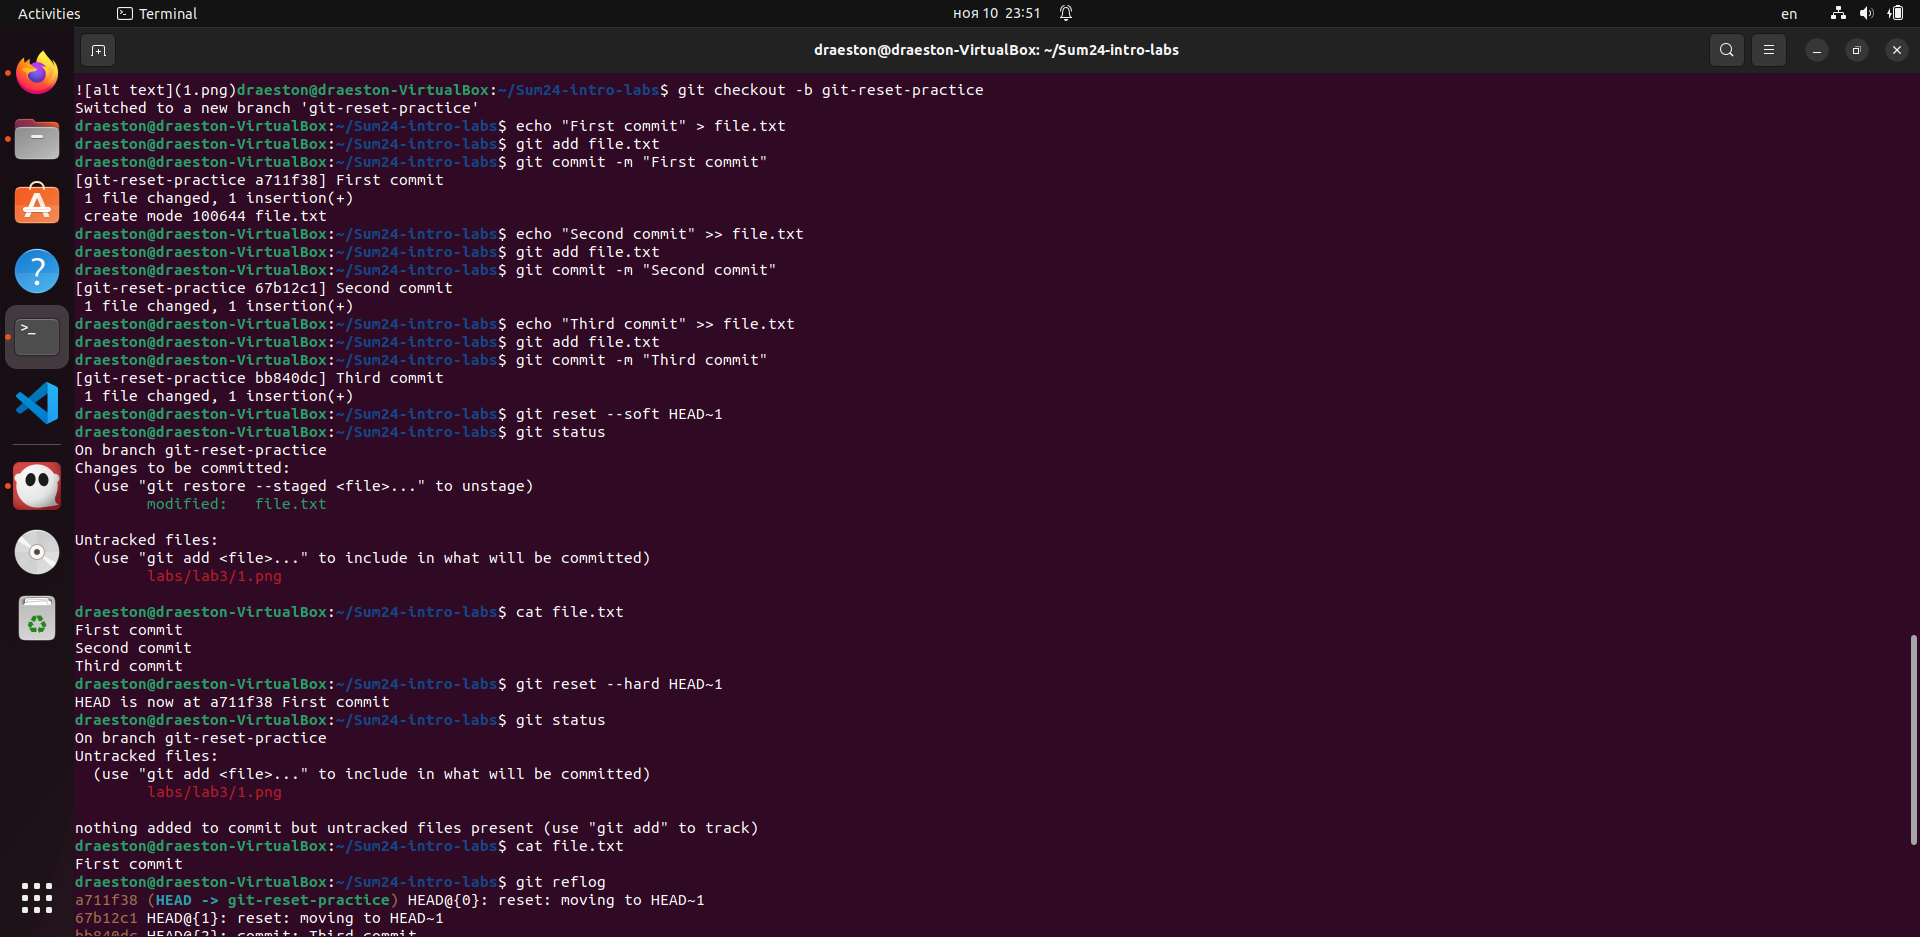 Activities
Terminal
ноя 10 23:51
en
draeston@draeston-VirtualBox: ~/Sum24-intro-labs
![alt text](1.png)draeston@draeston-VirtualBox:~/Sum24-intro-labs$ git checkout -b git-reset-practice
Switched to a new branch 'git-reset-practice'
draeston@draeston-VirtualBox:~/Sum24-intro-labs$ echo "First commit" > file.txt
draeston@draeston-VirtualBox:~/Sum24-intro-labs$ git add file.txt
draeston@draeston-VirtualBox:~/Sum24-intro-labs$ git commit -m "First commit"
[git-reset-practice a711f38] First commit
 1 file changed, 1 insertion(+)
 create mode 100644 file.txt
draeston@draeston-VirtualBox:~/Sum24-intro-labs$ echo "Second commit" >> file.txt
draeston@draeston-VirtualBox:~/Sum24-intro-labs$ git add file.txt
draeston@draeston-VirtualBox:~/Sum24-intro-labs$ git commit -m "Second commit"
[git-reset-practice 67b12c1] Second commit
 1 file changed, 1 insertion(+)
draeston@draeston-VirtualBox:~/Sum24-intro-labs$ echo "Third commit" >> file.txt
draeston@draeston-VirtualBox:~/Sum24-intro-labs$ git add file.txt
draeston@draeston-VirtualBox:~/Sum24-intro-labs$ git commit -m "Third commit"
[git-reset-practice bb840dc] Third commit
 1 file changed, 1 insertion(+)
draeston@draeston-VirtualBox:~/Sum24-intro-labs$ git reset --soft HEAD~1
draeston@draeston-VirtualBox:~/Sum24-intro-labs$ git status
On branch git-reset-practice
Changes to be committed:
  (use "git restore --staged <file>..." to unstage)
        modified:   file.txt
Untracked files:
  (use "git add <file>..." to include in what will be committed)
        labs/lab3/1.png
draeston@draeston-VirtualBox:~/Sum24-intro-labs$ cat file.txt
First commit
Second commit
Third commit
draeston@draeston-VirtualBox:~/Sum24-intro-labs$ git reset --hard HEAD~1
HEAD is now at a711f38 First commit
draeston@draeston-VirtualBox:~/Sum24-intro-labs$ git status
On branch git-reset-practice
Untracked files:
  (use "git add <file>..." to include in what will be committed)
        labs/lab3/1.png
nothing added to commit but untracked files present (use "git add" to track)
draeston@draeston-VirtualBox:~/Sum24-intro-labs$ cat file.txt
First commit
draeston@draeston-VirtualBox:~/Sum24-intro-labs$ git reflog
a711f38 (HEAD -> git-reset-practice) HEAD@{0}: reset: moving to HEAD~1
67b12c1 HEAD@{1}: reset: moving to HEAD~1
bb840dc HEAD@{2}: commit: Third commit